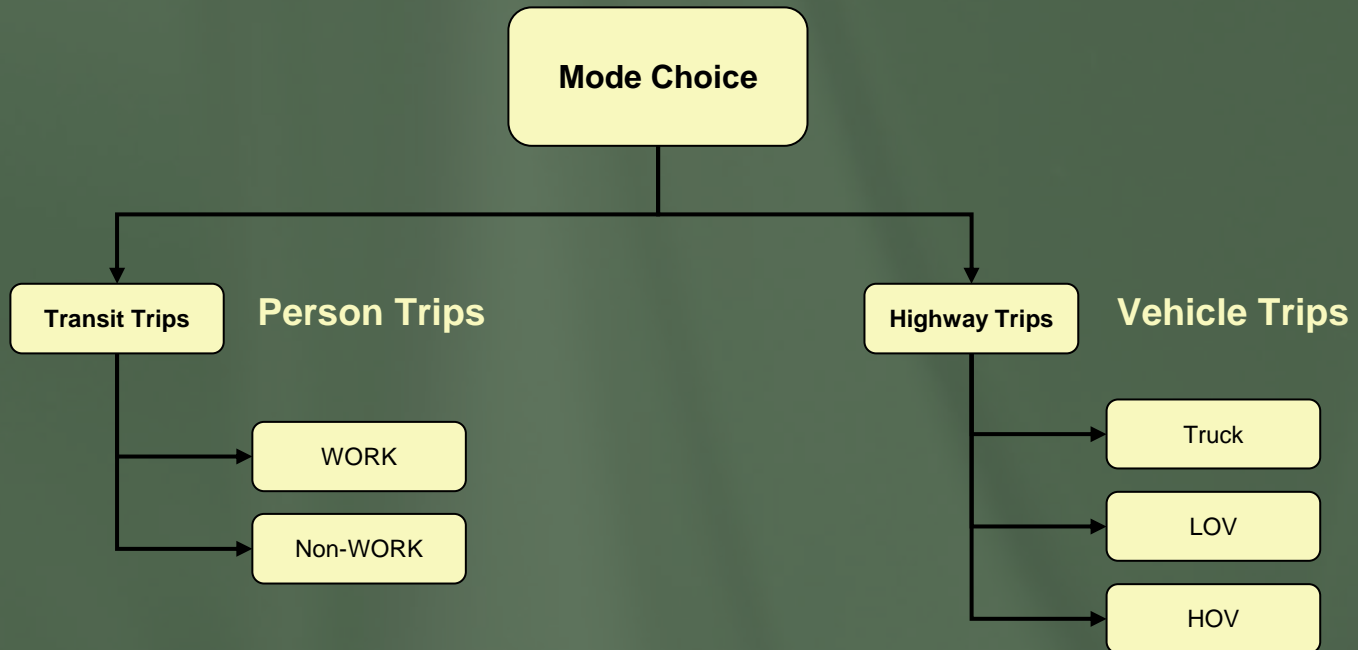 Mode Choice
Transit Trips
Person Trips
Highway Trips
Vehicle Trips
WORK
Non-WORK
Truck
LOV
HOV